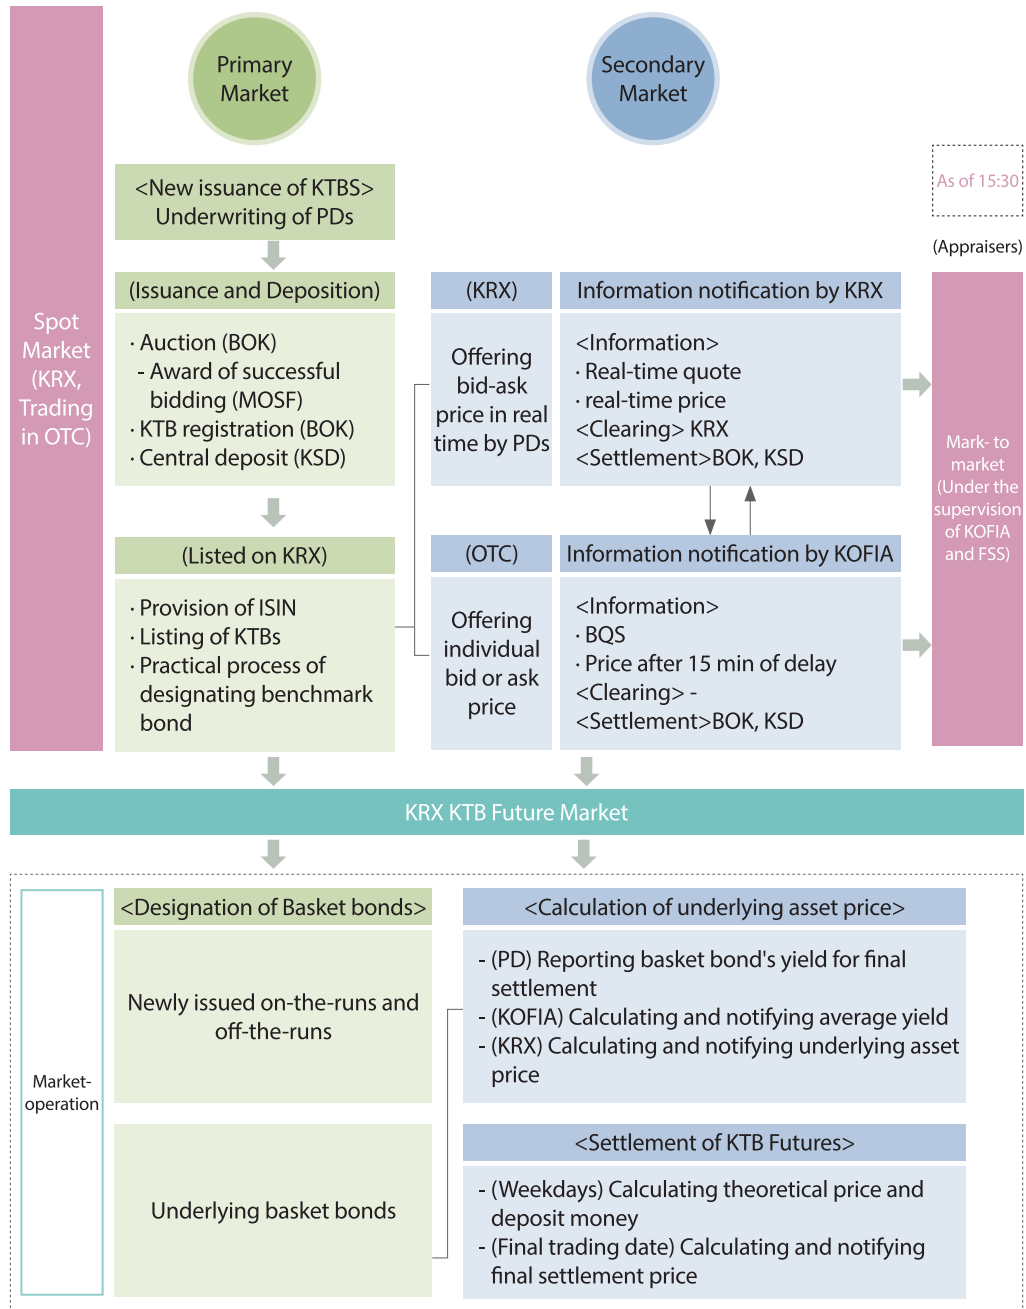 Primary
Market
Secondary
Market
Spot
Market
(KRX,
Trading
in OTC)
<New issuance of KTBS>
Underwriting of PDs
(Issuance and Deposition)
· Auction (BOK)
- Award of successful
bidding (MOSF)
· KTB registration (BOK)
· Central deposit (KSD)
(Listed on KRX)
· Provision of ISIN
· Listing of KTBs
· Practical process of
designating benchmark
bond
(KRX)
Offering
bid-ask
price in real
time by PDs
Information notification by KRX
<Information>
· Real-time quote
· real-time price
<Clearing> KRX
<Settlement>BOK, KSD
(OTC)
Offering
individual
bid or ask
price
Information notification by KOFIA
<Information>
· BQS
· Price after 15 min of delay
<Clearing> -
<Settlement>BOK, KSD
As of 15:30
(Appraisers)
Mark- to
market
(Under the
supervision
of KOFIA
and FSS)
KRX KTB Future Market
Market-
operation
<Designation of Basket bonds>
Newly issued on-the-runs and
off-the-runs
Underlying basket bonds
<Calculation of underlying asset price>
- (PD) Reporting basket bond's yield for final
settlement
- (KOFIA) Calculating and notifying average yield
- (KRX) Calculating and notifying underlying asset
price
<Settlement of KTB Futures>
- (Weekdays) Calculating theoretical price and
deposit money
- (Final trading date) Calculating and notifying
final settlement price